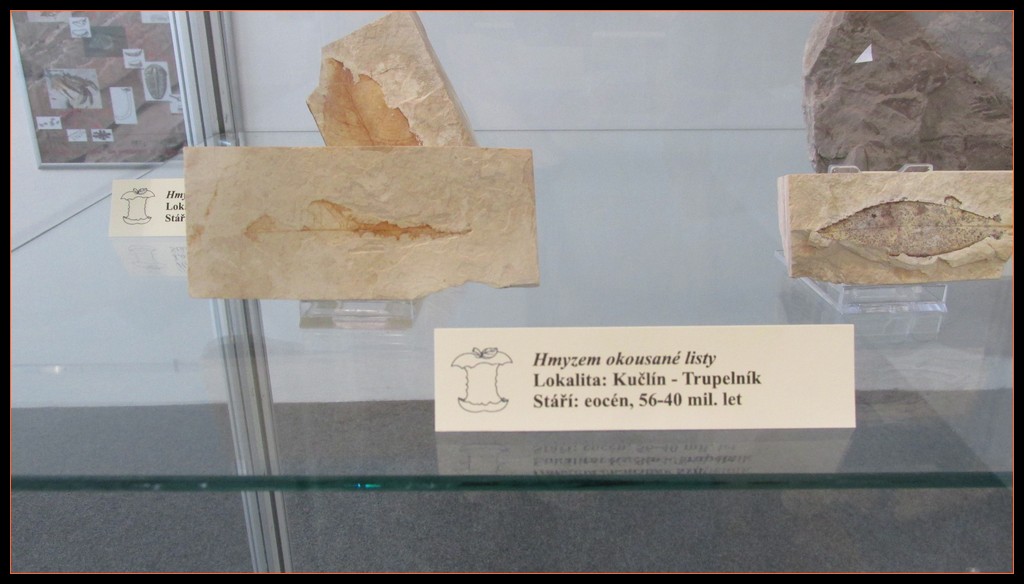 Hmyzem okousané listy
Lokalita: Kučlín - Trupelník
Stáří: eocén, 56-40 mil. let